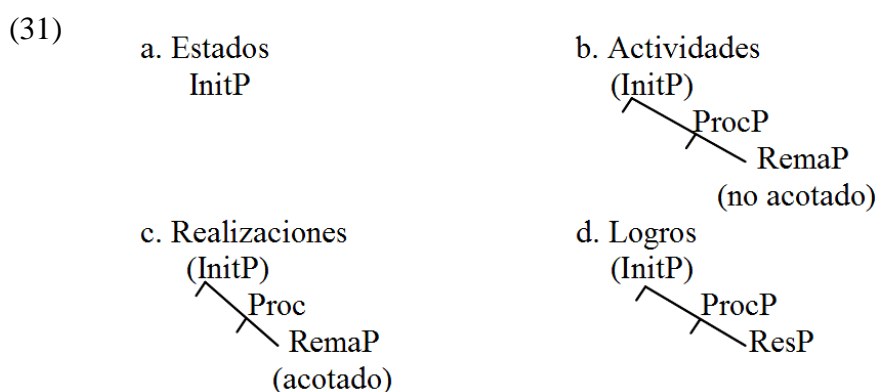 (31)
a. Estados
InitP
b. Actividades
(InitP)
ProcP
RemaP
(no acotado)
c. Realizaciones
(InitP)
Proc
RemaP
(acotado)
d. Logros
(InitP)
ProcP
ResP